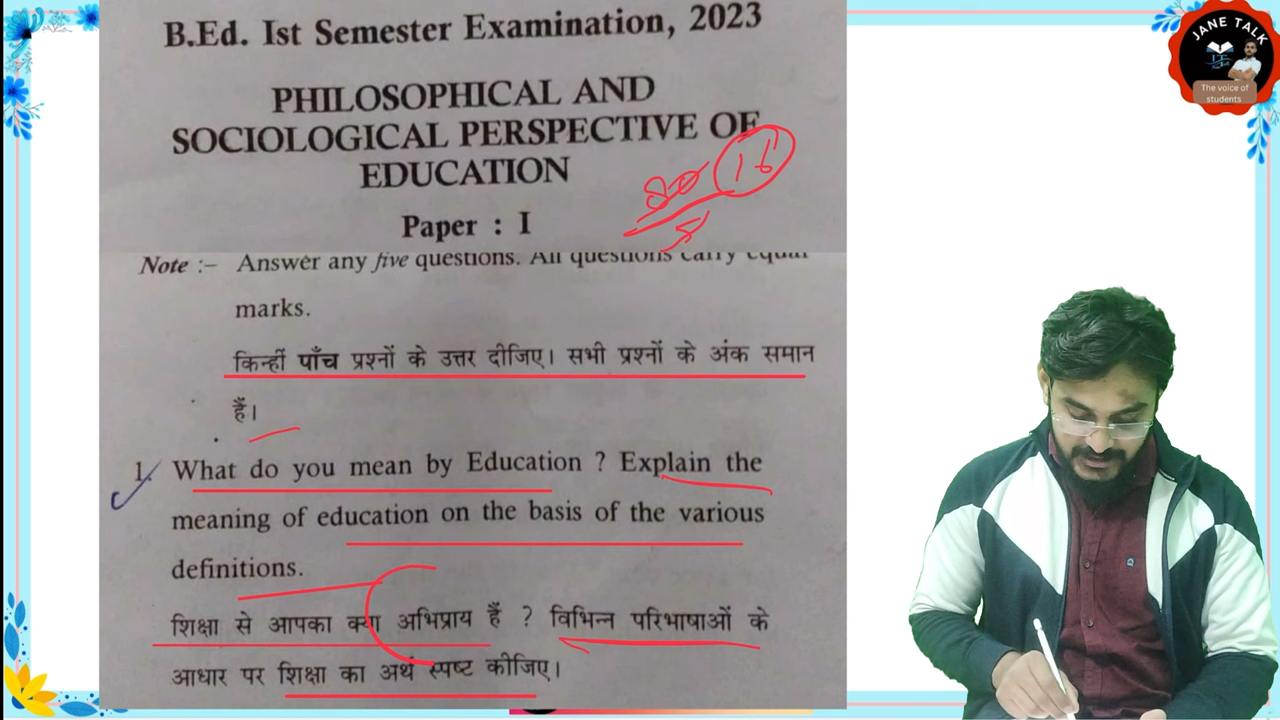 B.Ed. Ist Semester Examination, 2023
PHILOSOPHICAL AND
SOCIOLOGICAL PERSPECTIVE OF
EDUCATION
Paper : I
Note :– Answer any five questions. All questions carry equal
marks.
किन्हीं पाँच प्रश्नों के उत्तर दीजिए। सभी प्रश्नों के अंक समान
हैं।
1. What do you mean by Education ? Explain the
meaning of education on the basis of the various
definitions.
शिक्षा से आपका क्या अभिप्राय हैं ? विभिन्न परिभाषाओं के
आधार पर शिक्षा का अर्थ स्पष्ट कीजिए।
80
5
16
JANE TALK
The voice of
students